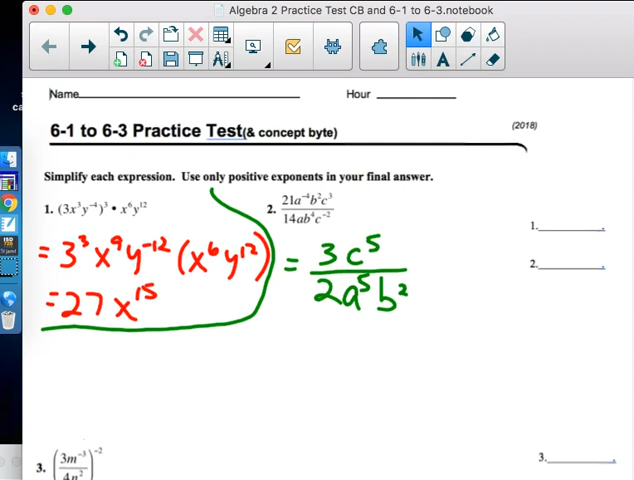 Algebra 2 Practice Test CB and 6-1 to 6-3.notebook
Name
Hour
6-1 to 6-3 Practice Test(& concept byte)
(2018)
Simplify each expression. Use only positive exponents in your final answer.
1. (3x³y⁻⁴)³ • x⁶y¹²
2. 21a⁻⁴b²c³ / 14ab⁴c⁻²
1.
= 3³x⁹y⁻¹²(x⁶y¹²)
= 3c⁵ / 2a⁵b²
2.
= 27x¹⁵
3. (3m⁻³ / 4n²)⁻²
3.